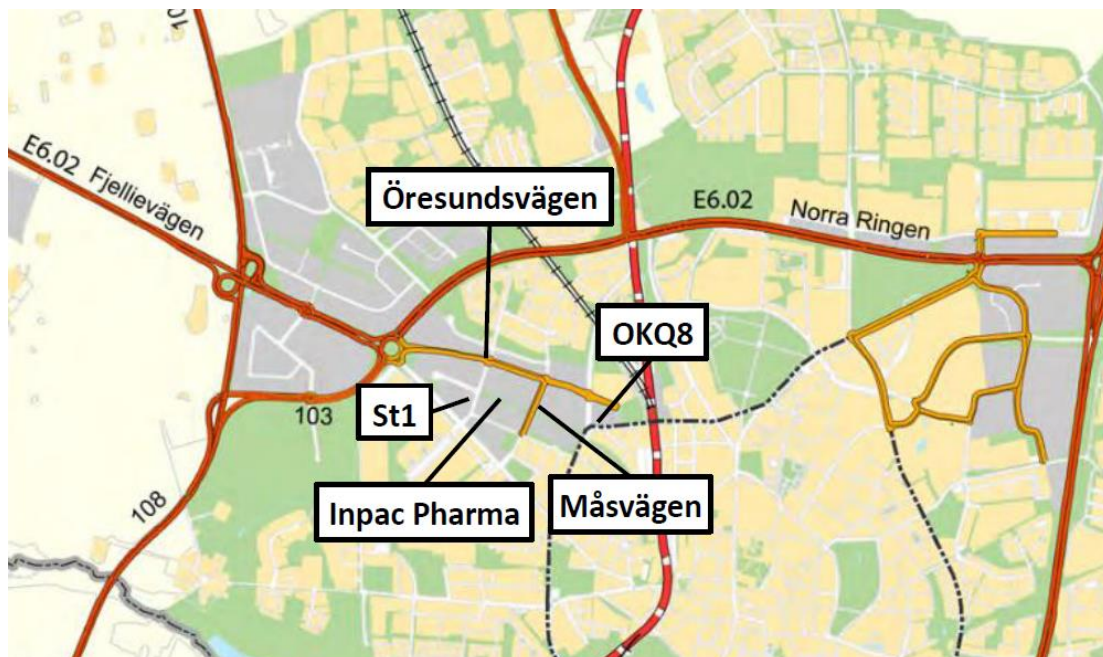 E6.02 Fjellievägen
Öresundsvägen
E6.02
Norra Ringen
OKQ8
St1
103
Inpac Pharma
Måsvägen
108